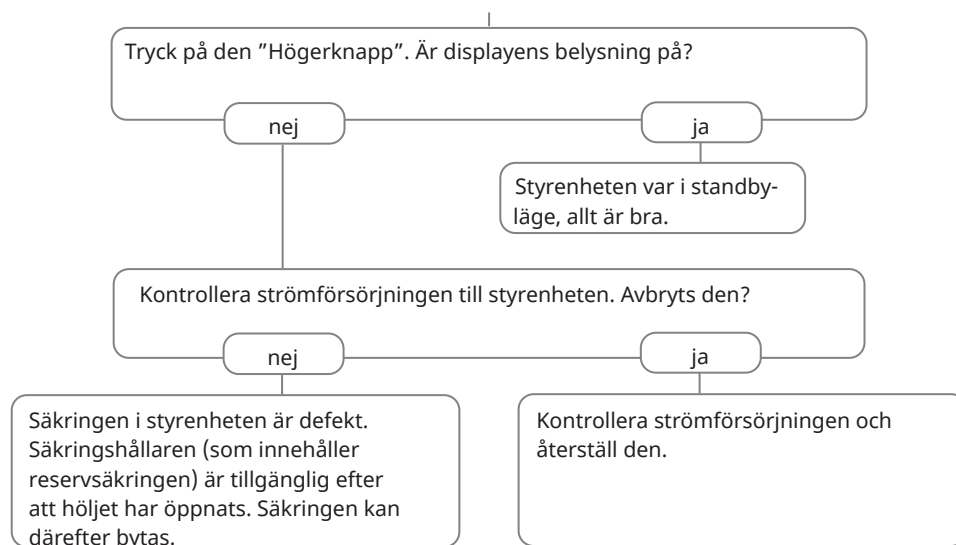 Tryck på den ”Högerknapp”. Är displayens belysning på?
nej
ja
Styrenheten var i standby-
läge, allt är bra.
Kontrollera strömförsörjningen till styrenheten. Avbryts den?
nej
ja
Säkringen i styrenheten är defekt.
Säkringshållaren (som innehåller
reservsäkringen) är tillgänglig efter
att höljet har öppnats. Säkringen kan
därefter bytas.
Kontrollera strömförsörjningen och
återställ den.